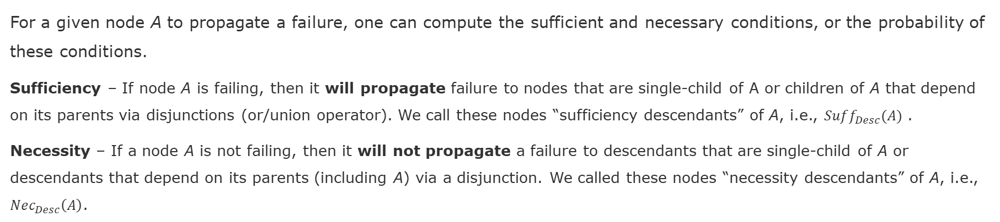 For a given node A to propagate a failure, one can compute the sufficient and necessary conditions, or the probability of
these conditions.
Sufficiency – If node A is failing, then it will propagate failure to nodes that are single-child of A or children of A that depend
on its parents via disjunctions (or/union operator). We call these nodes “sufficiency descendants” of A, i.e., Suff_Desc(A) .
Necessity – If a node A is not failing, then it will not propagate a failure to descendants that are single-child of A or
descendants that depend on its parents (including A) via a disjunction. We called these nodes “necessity descendants” of A, i.e.,
Nec_Desc(A).